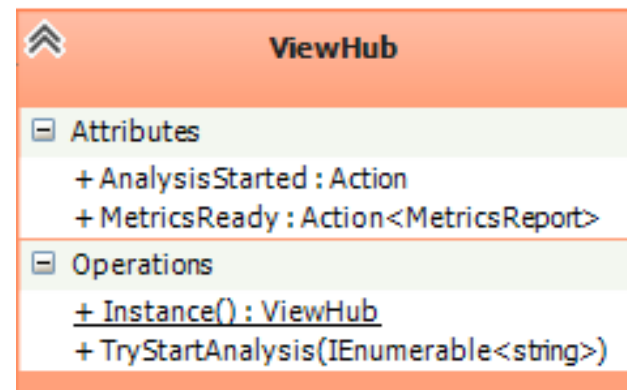 ViewHub
Attributes
+ AnalysisStarted : Action
+ MetricsReady : Action<MetricsReport>
Operations
+ Instance() : ViewHub
+ TryStartAnalysis(IEnumerable<string>)